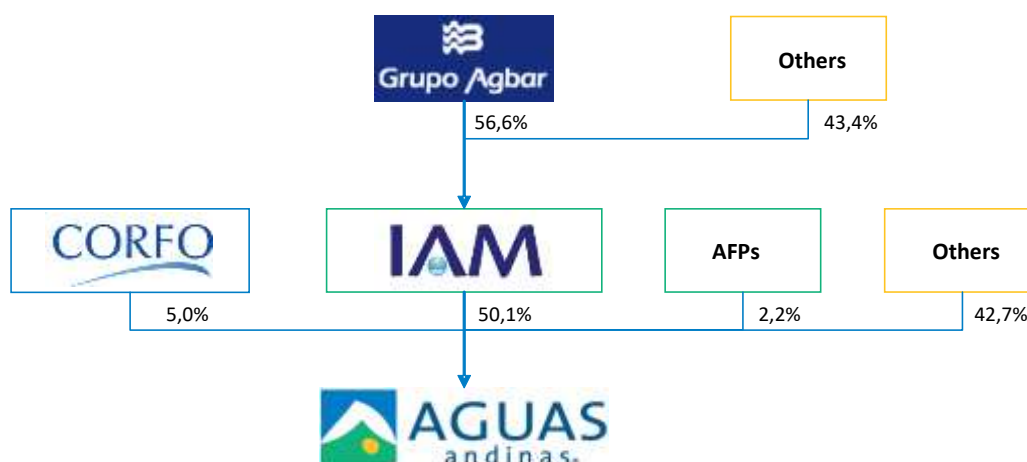 Grupo Agbar
Others
56,6%
43,4%
CORFO
IAM
AFPs
Others
5,0%
50,1%
2,2%
42,7%
AGUAS
andinas